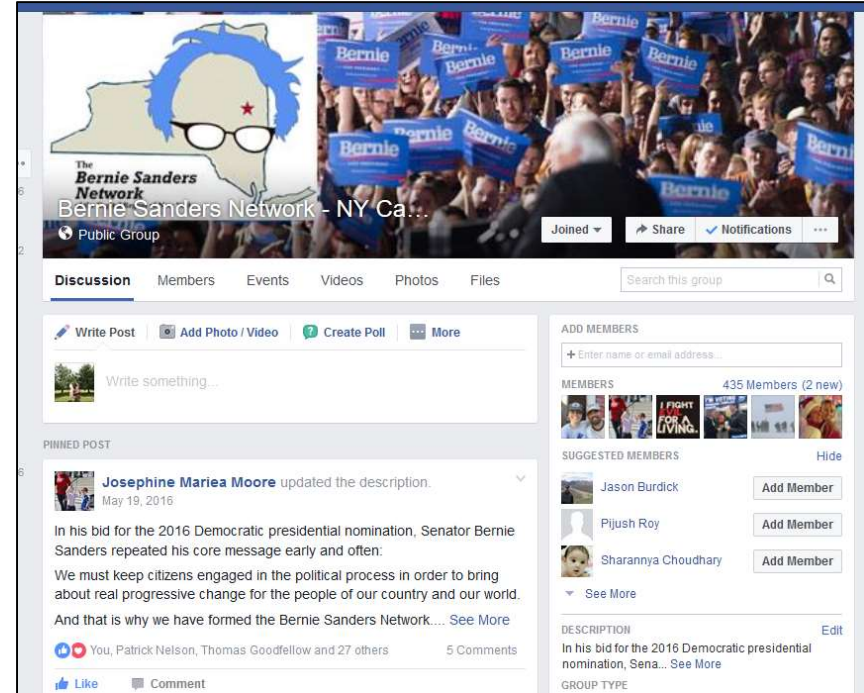 Bernie
Bernie
Bernie
Bernie
Bernie
Bernie
Bernie
Bernie
Bernie
Bernie
The
Bernie Sanders
Network
Bernie Sanders Network - NY Ca...
Public Group
Joined
Share
Notifications
Discussion Members Events Videos Photos Files
Search this group
Write Post Add Photo / Video Create Poll More
Write something...
ADD MEMBERS
+ Enter name or email address...
MEMBERS 435 Members (2 new)
I FIGHT
EVIL
FOR A
LIVING.
SUGGESTED MEMBERS Hide
Jason Burdick Add Member
Pijush Roy Add Member
Sharannya Choudhary Add Member
See More
DESCRIPTION Edit
In his bid for the 2016 Democratic presidential
nomination, Sena... See More
GROUP TYPE
PINNED POST
Josephine Mariea Moore updated the description.
May 19, 2016
In his bid for the 2016 Democratic presidential nomination, Senator Bernie
Sanders repeated his core message early and often:
We must keep citizens engaged in the political process in order to bring
about real progressive change for the people of our country and our world.
And that is why we have formed the Bernie Sanders Network.... See More
You, Patrick Nelson, Thomas Goodfellow and 27 others 5 Comments
Like Comment